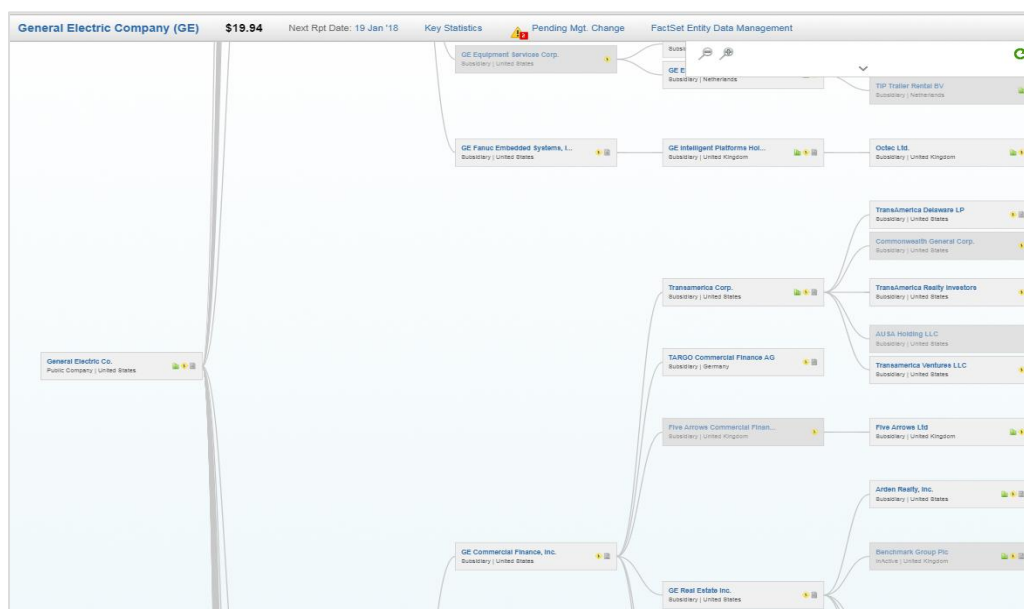 General Electric Company (GE) $19.94 Next Rpt Date: 19 Jan '18 Key Statistics 2 Pending Mgt. Change FactSet Entity Data Management
GE Equipment Services Corp.
Subsidiary | United States
GE E
Subsidiary | Netherlands
TIP Trailer Rental BV
Subsidiary | Netherlands
GE Fanuc Embedded Systems, I...
Subsidiary | United States
GE Intelligent Platforms Hol...
Subsidiary | United Kingdom
Octec Ltd.
Subsidiary | United Kingdom
TransAmerica Delaware LP
Subsidiary | United States
Commonwealth General Corp.
Subsidiary | United States
Transamerica Corp.
Subsidiary | United States
TransAmerica Realty Investors
Subsidiary | United States
AUSA Holding LLC
Subsidiary | United States
General Electric Co.
Public Company | United States
TARGO Commercial Finance AG
Subsidiary | Germany
Transamerica Ventures LLC
Subsidiary | United States
Five Arrows Commercial Finan...
Subsidiary | United Kingdom
Five Arrows Ltd
Subsidiary | United Kingdom
Arden Realty, Inc.
Subsidiary | United States
GE Commercial Finance, Inc.
Subsidiary | United States
Benchmark Group Plc
Inactive | United Kingdom
GE Real Estate Inc.
Subsidiary | United States